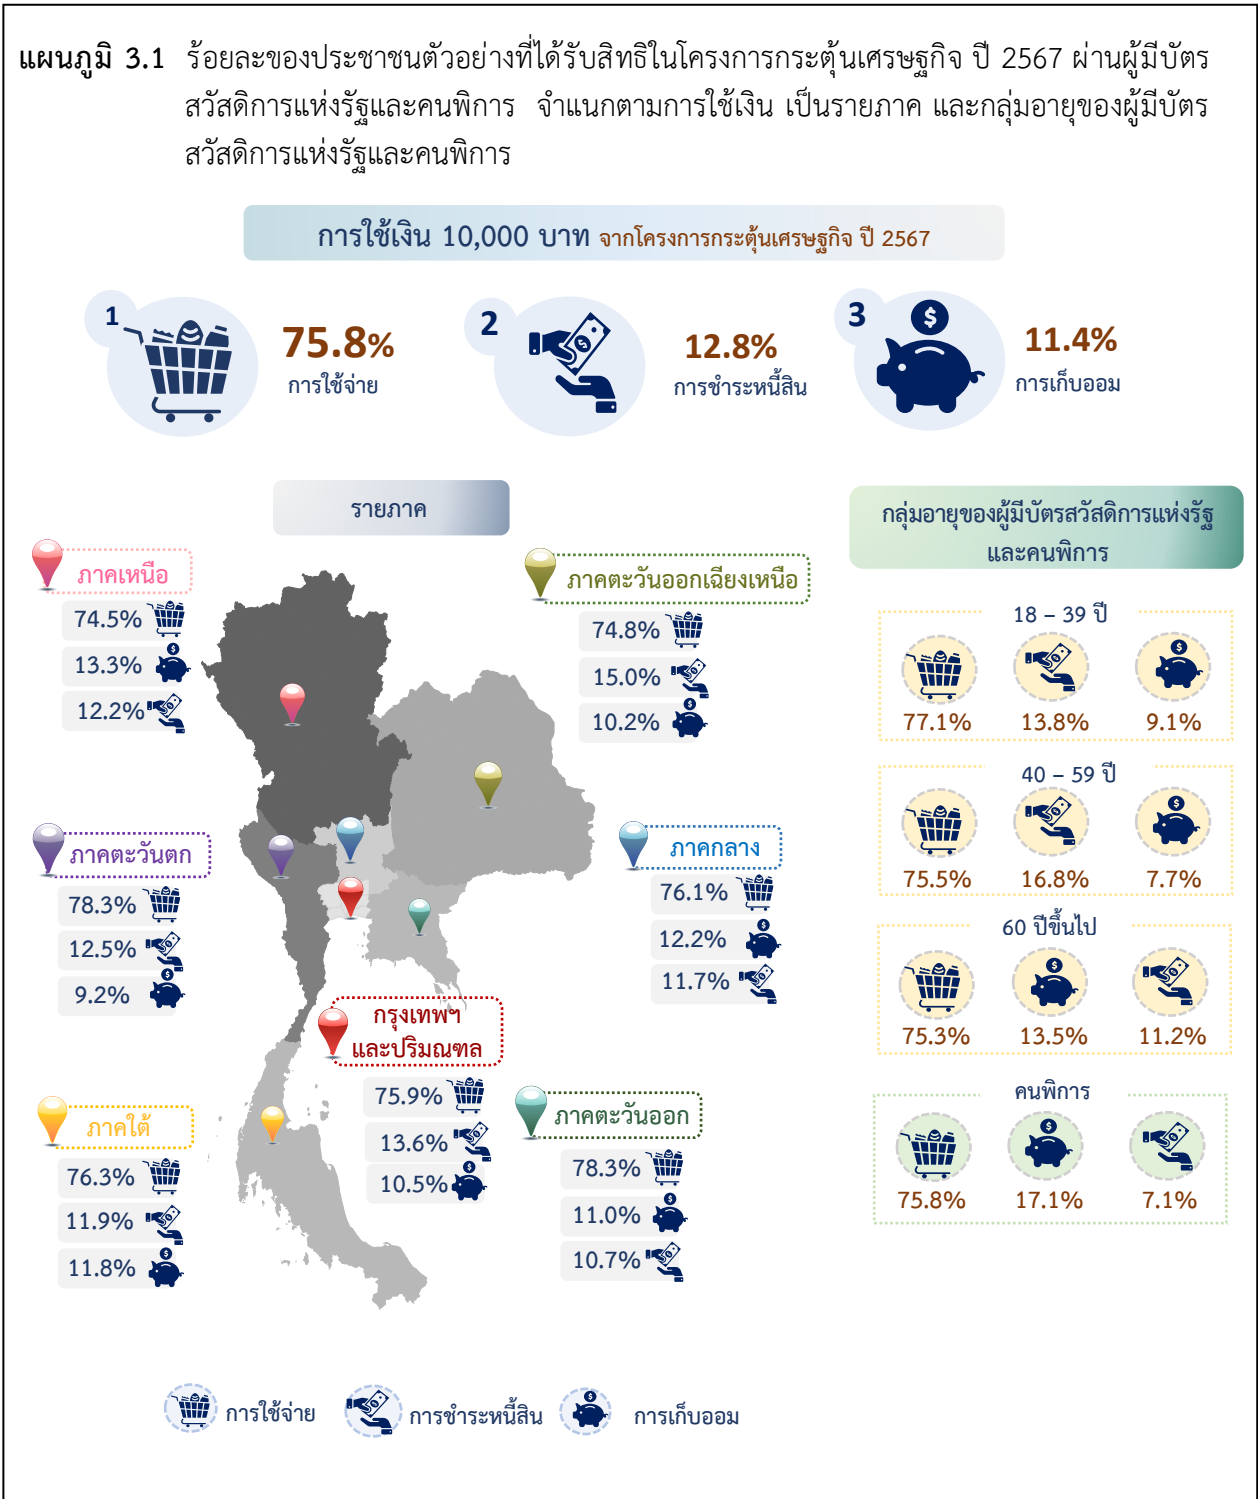 แผนภูมิ 3.1 ร้อยละของประชาชนตัวอย่างที่ได้รับสิทธิในโครงการกระตุ้นเศรษฐกิจ ปี 2567 ผ่านผู้มีบัตร
สวัสดิการแห่งรัฐและคนพิการ จำแนกตามการใช้เงิน เป็นรายภาค และกลุ่มอายุของผู้มีบัตร
สวัสดิการแห่งรัฐและคนพิการ
การใช้เงิน 10,000 บาท จากโครงการกระตุ้นเศรษฐกิจ ปี 2567
1
75.8%
การใช้จ่าย
2
12.8%
การชำระหนี้สิน
3
11.4%
การเก็บออม
รายภาค
ภาคเหนือ
74.5%
13.3%
12.2%
ภาคตะวันออกเฉียงเหนือ
74.8%
15.0%
10.2%
ภาคตะวันตก
78.3%
12.5%
9.2%
ภาคกลาง
76.1%
12.2%
11.7%
กรุงเทพฯ
และปริมณฑล
75.9%
13.6%
10.5%
ภาคใต้
76.3%
11.9%
11.8%
ภาคตะวันออก
78.3%
11.0%
10.7%
กลุ่มอายุของผู้มีบัตรสวัสดิการแห่งรัฐ
และคนพิการ
18 – 39 ปี
77.1% 13.8% 9.1%
40 – 59 ปี
75.5% 16.8% 7.7%
60 ปีขึ้นไป
75.3% 13.5% 11.2%
คนพิการ
75.8% 17.1% 7.1%
การใช้จ่าย การชำระหนี้สิน การเก็บออม